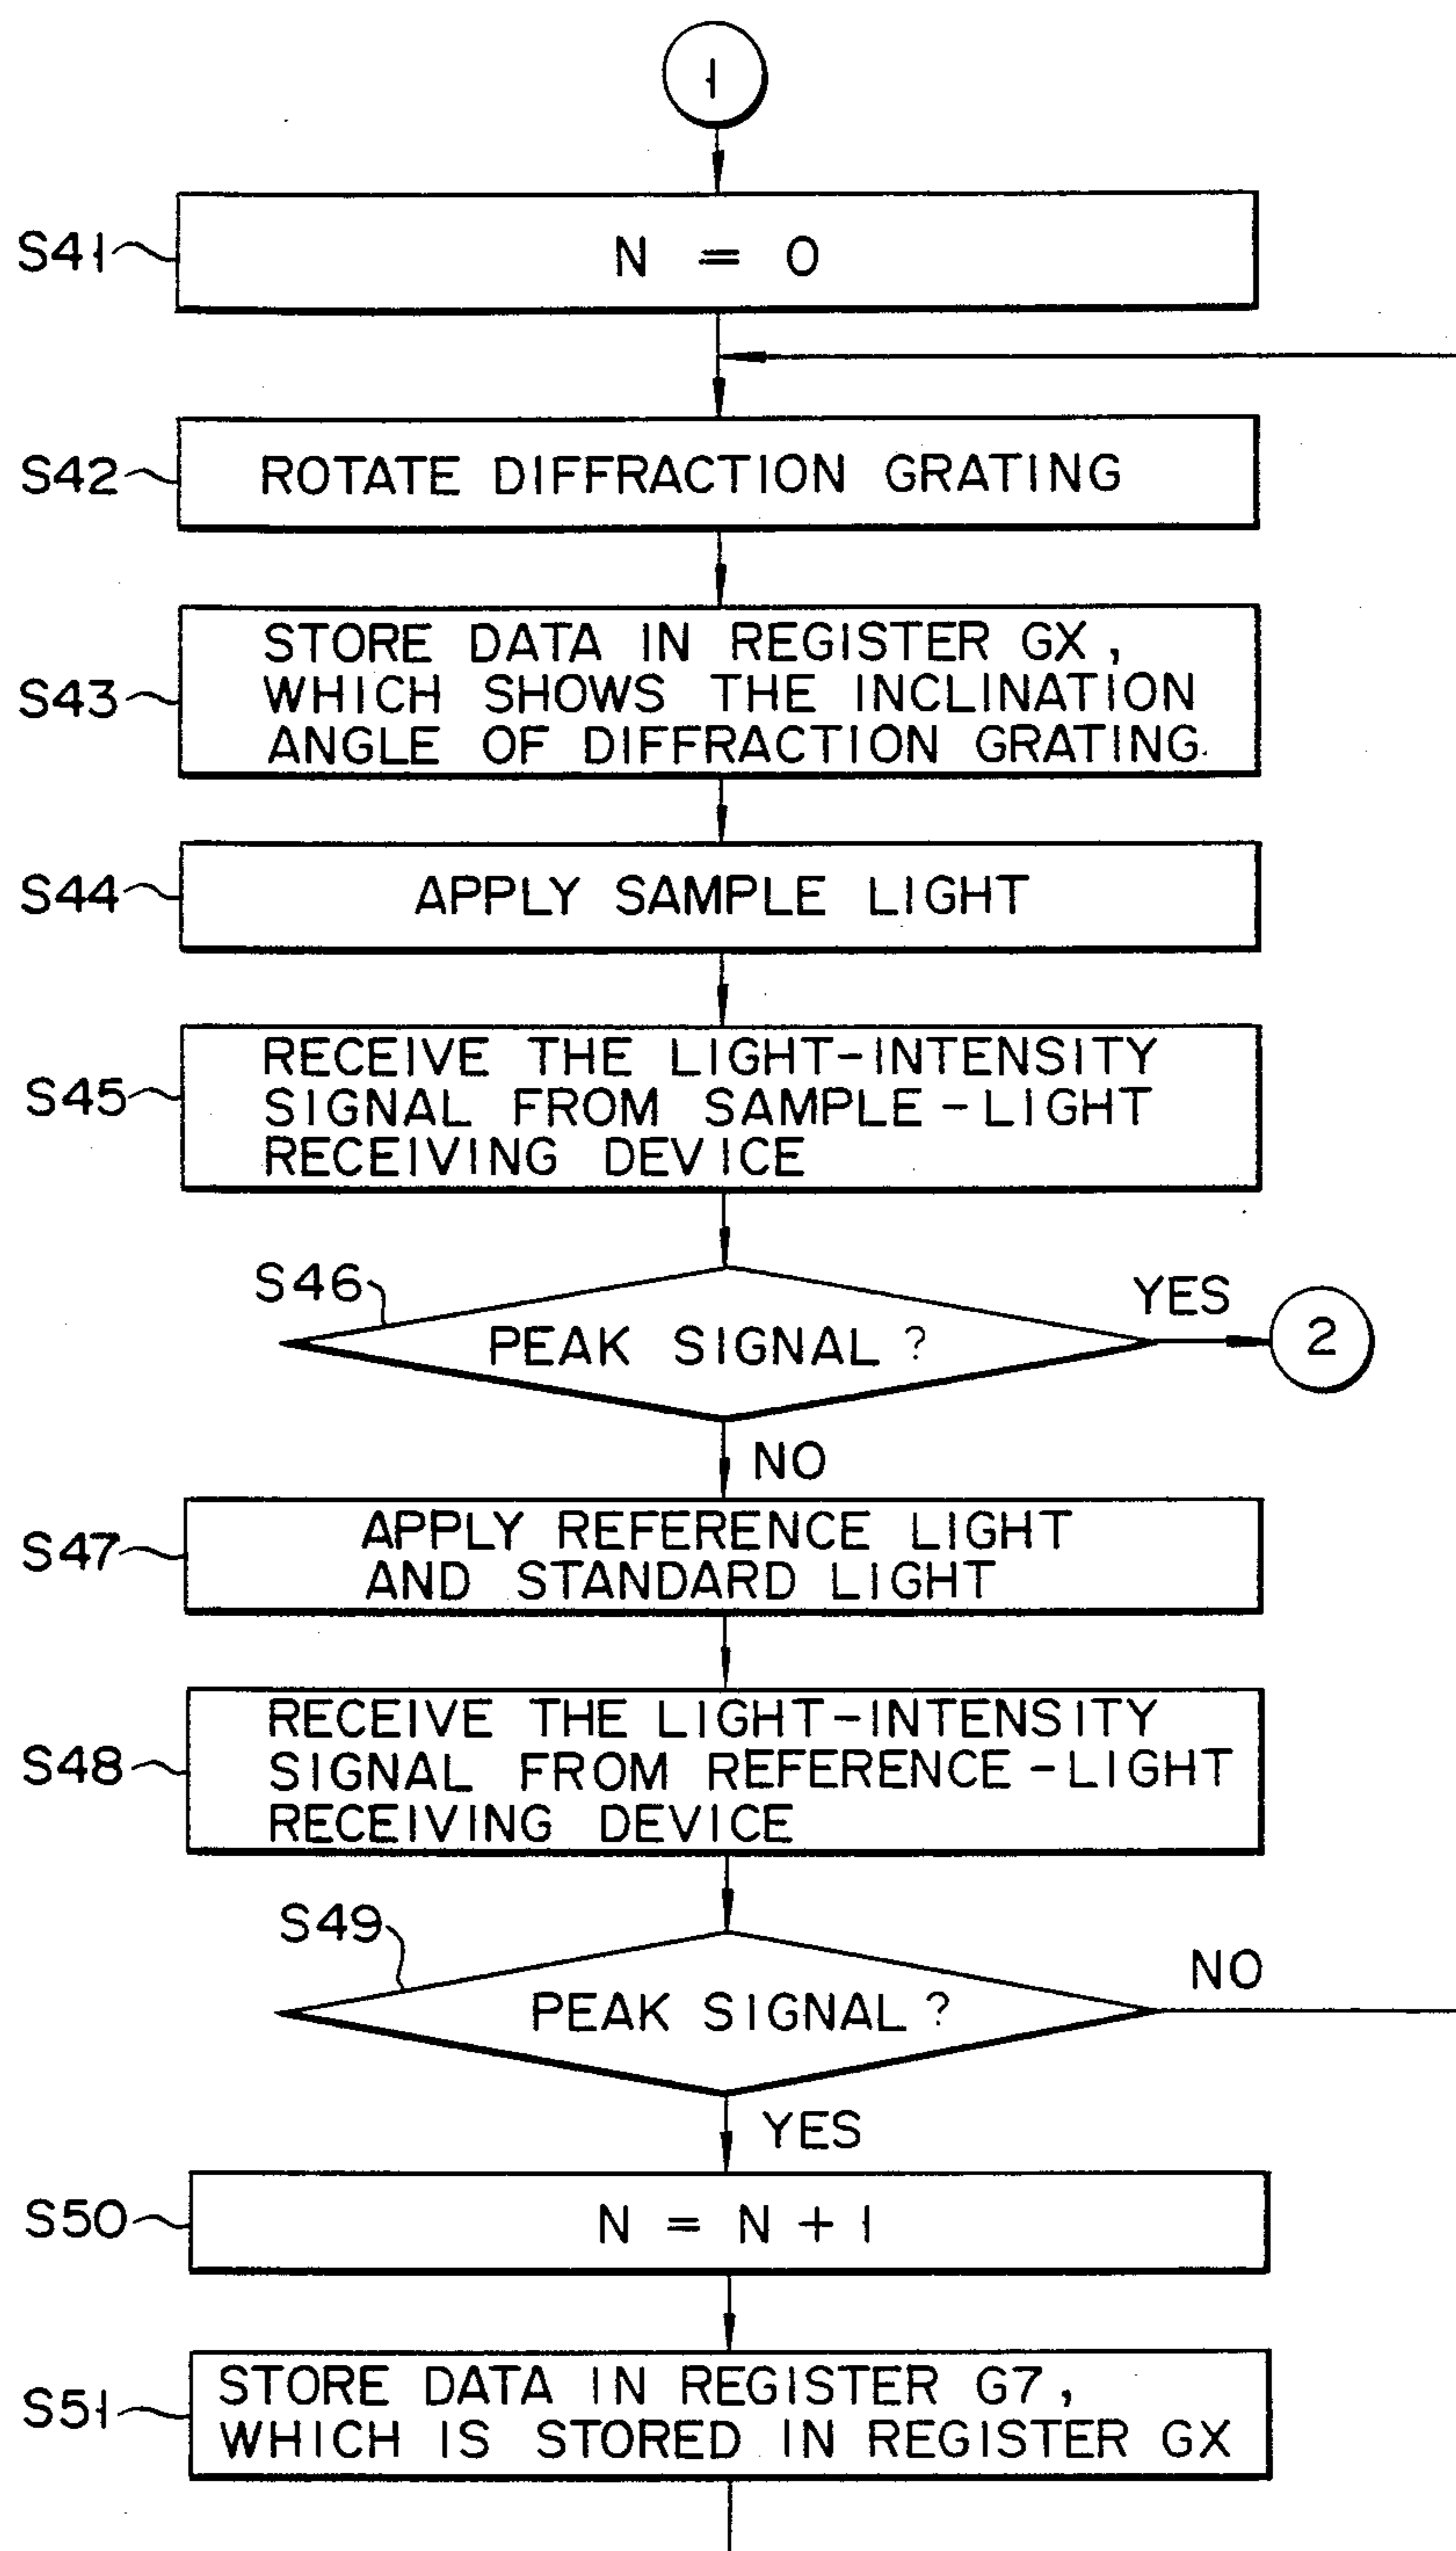 1
S41
N = 0
S42
ROTATE DIFFRACTION GRATING
S43
STORE DATA IN REGISTER GX,
WHICH SHOWS THE INCLINATION
ANGLE OF DIFFRACTION GRATING.
S44
APPLY SAMPLE LIGHT
S45
RECEIVE THE LIGHT-INTENSITY
SIGNAL FROM SAMPLE-LIGHT
RECEIVING DEVICE
S46
PEAK SIGNAL?
YES
2
NO
S47
APPLY REFERENCE LIGHT
AND STANDARD LIGHT
S48
RECEIVE THE LIGHT-INTENSITY
SIGNAL FROM REFERENCE-LIGHT
RECEIVING DEVICE
S49
PEAK SIGNAL?
NO
YES
S50
N = N + 1
S51
STORE DATA IN REGISTER G7,
WHICH IS STORED IN REGISTER GX